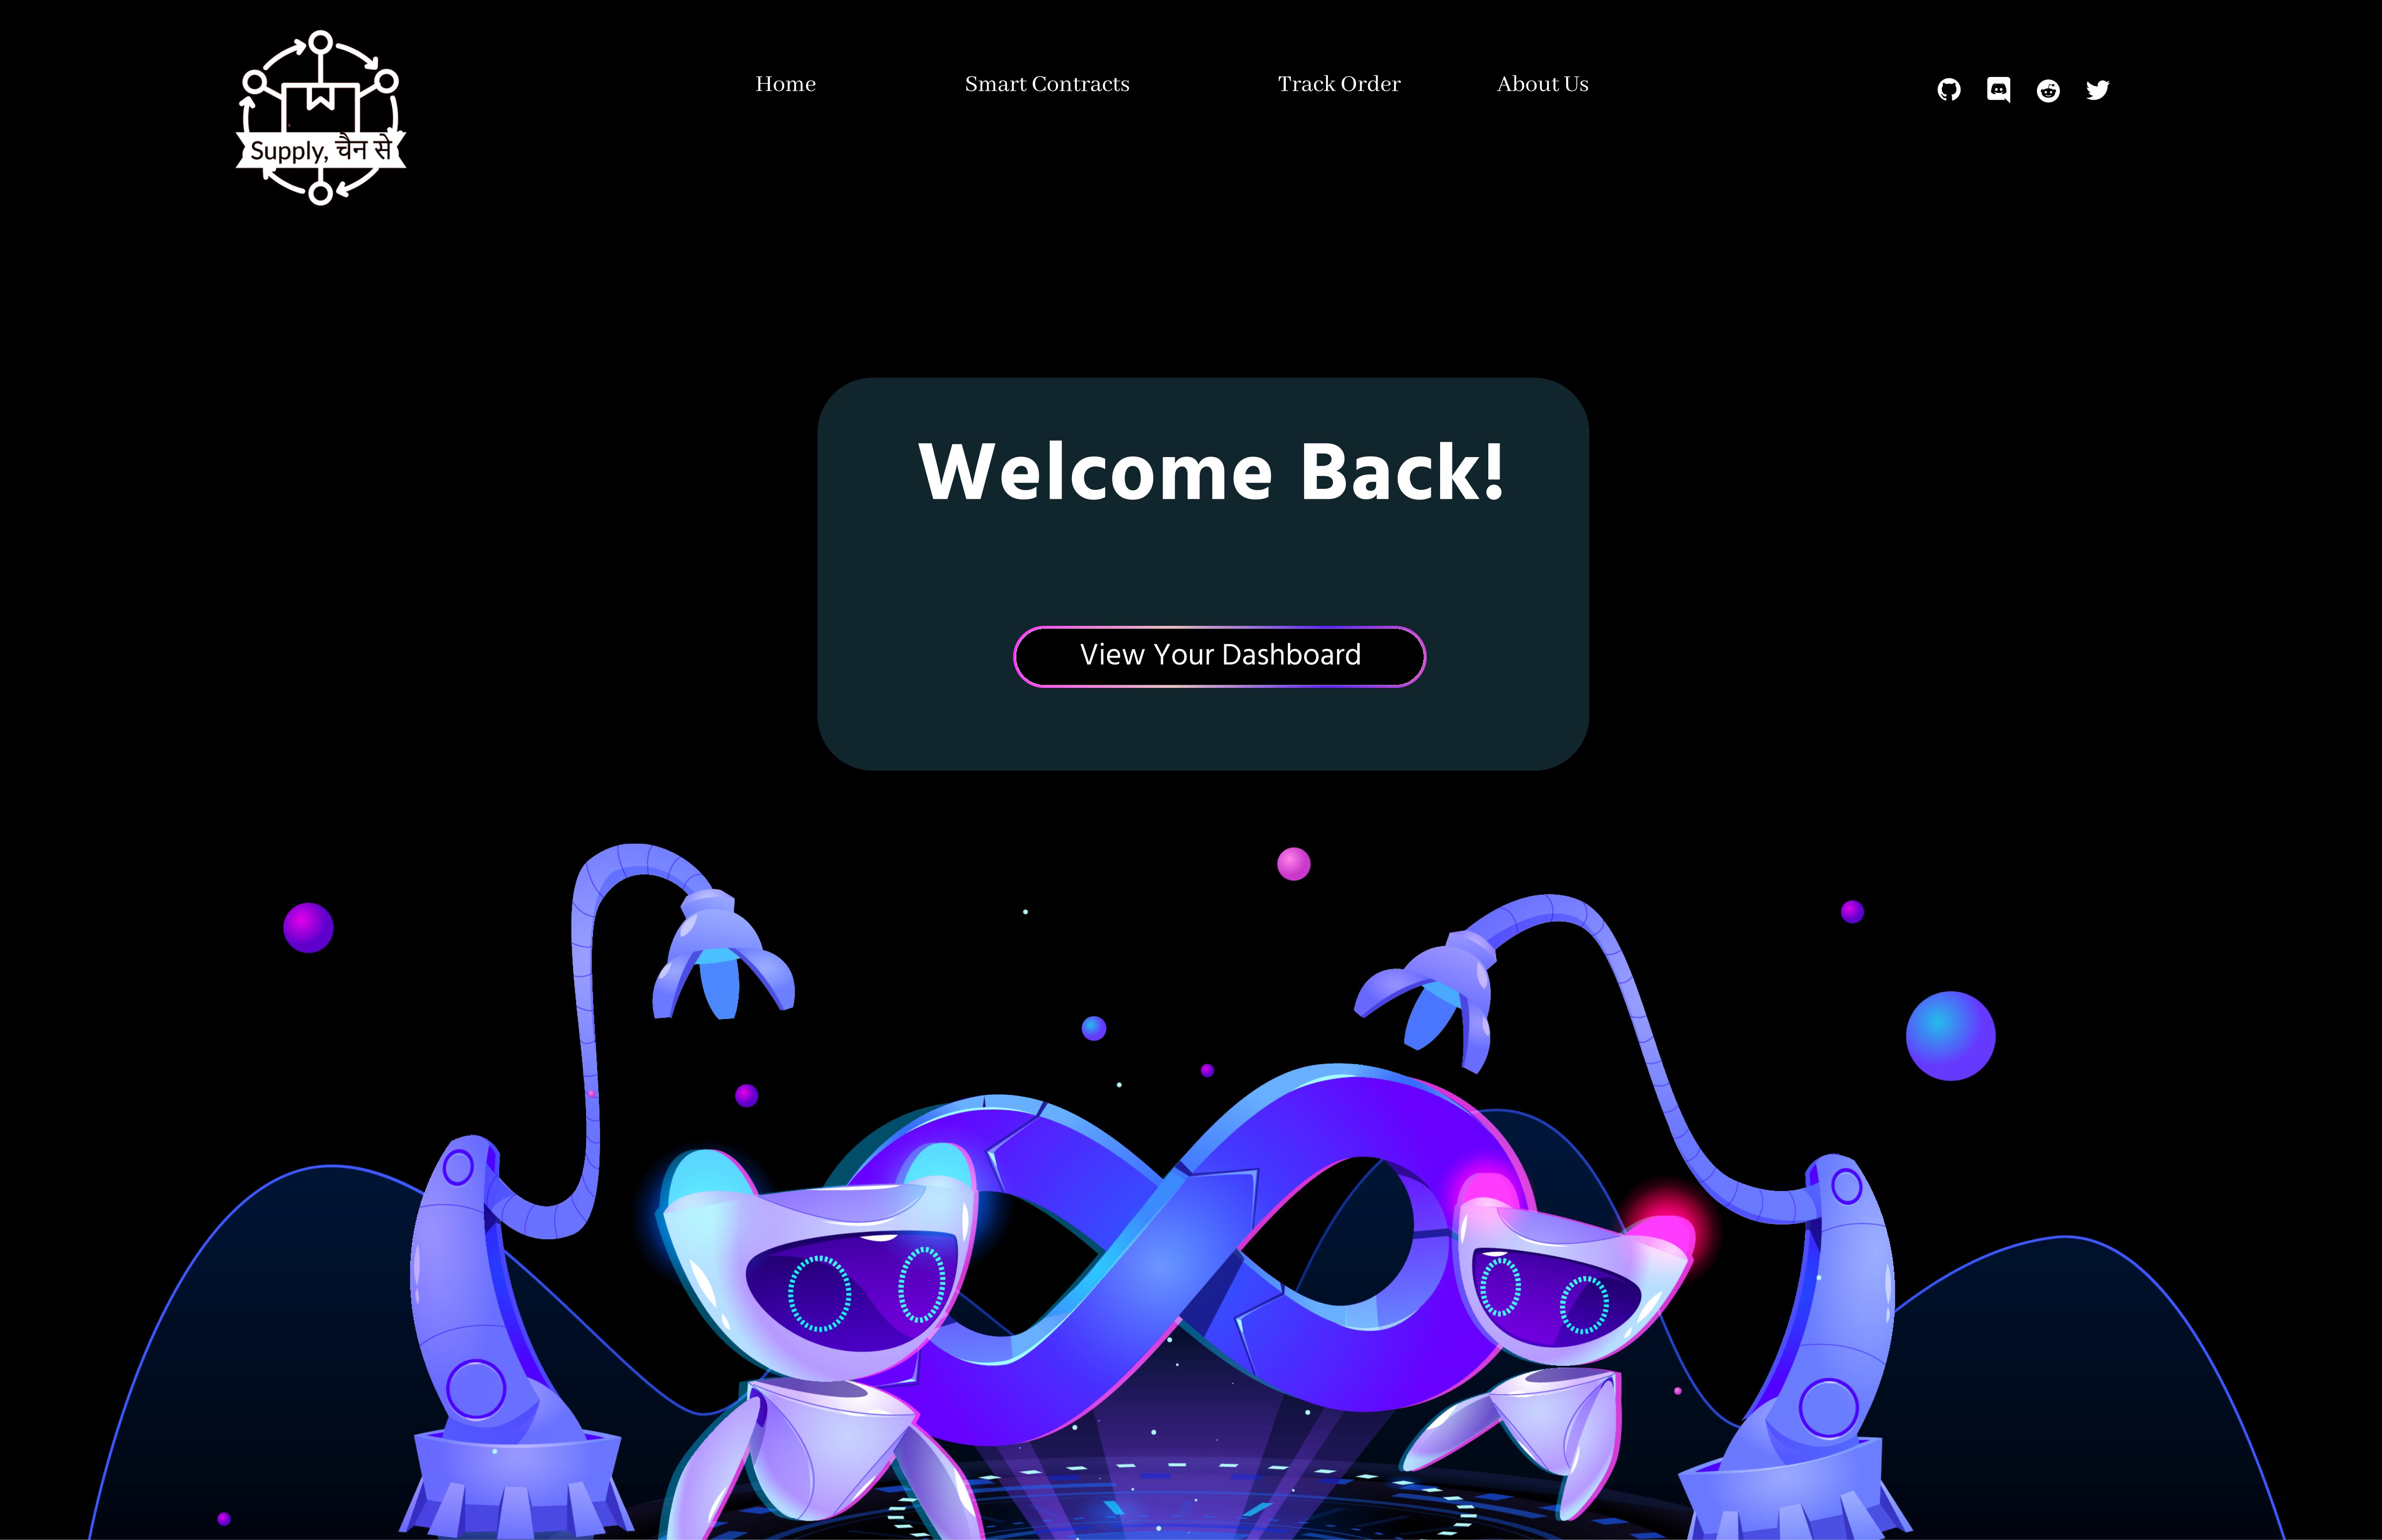 Supply, चैन से
Home Smart Contracts Track Order About Us
Welcome Back!
View Your Dashboard